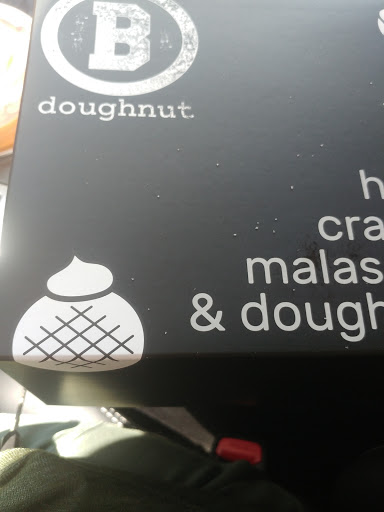 B
doughnut
h
cra
malas
& dough